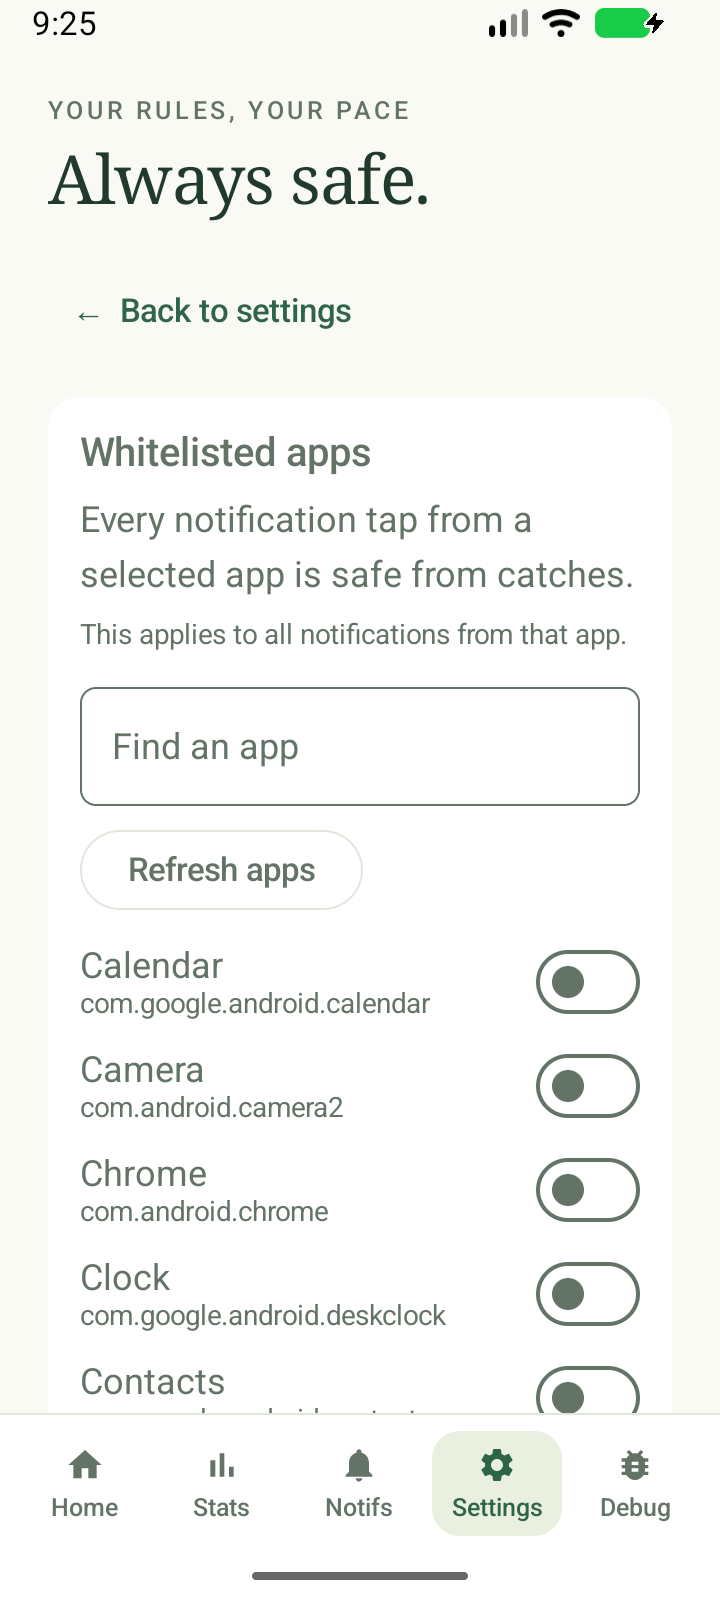 9:25
YOUR RULES, YOUR PACE
Always safe.
← Back to settings
Whitelisted apps
Every notification tap from a
selected app is safe from catches.
This applies to all notifications from that app.
Find an app
Refresh apps
Calendar
com.google.android.calendar
Camera
com.android.camera2
Chrome
com.android.chrome
Clock
com.google.android.deskclock
Contacts
Home
Stats
Notifs
Settings
Debug